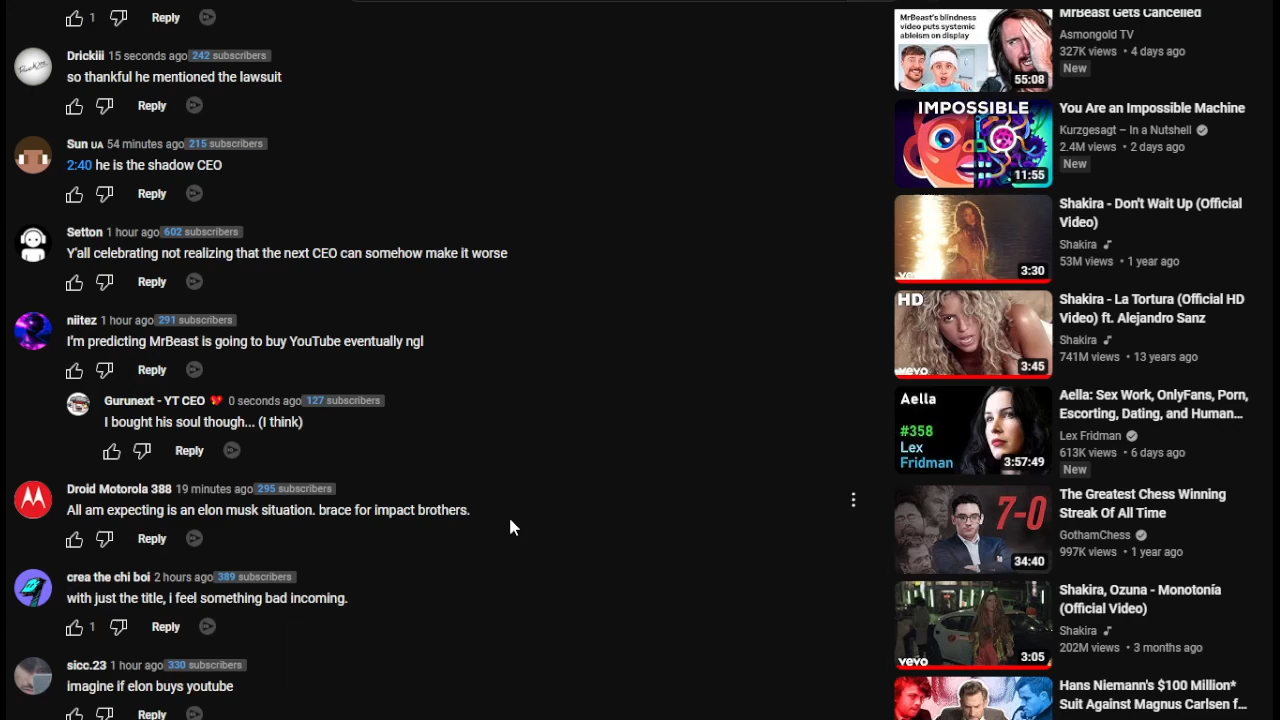 1
Reply
Drickiii 15 seconds ago 242 subscribers
so thankful he mentioned the lawsuit
Reply
Sun UA 54 minutes ago 215 subscribers
2:40 he is the shadow CEO
Reply
Setton 1 hour ago 602 subscribers
Y'all celebrating not realizing that the next CEO can somehow make it worse
Reply
niitez 1 hour ago 291 subscribers
I'm predicting MrBeast is going to buy YouTube eventually ngl
Reply
Gurunext - YT CEO 0 seconds ago 127 subscribers
I bought his soul though... (I think)
Reply
Droid Motorola 388 19 minutes ago 295 subscribers
All am expecting is an elon musk situation. brace for impact brothers.
Reply
crea the chi boi 2 hours ago 389 subscribers
with just the title, i feel something big incoming.
1
Reply
sicc.23 1 hour ago 330 subscribers
imagine if elon buys youtube
Reply
MrBeast's blindness
video puts systemic
ableism on display
55:08
MrBeast Gets Cancelled
Asmongold TV
327K views • 4 days ago
New
IMPOSSIBLE
11:55
You Are an Impossible Machine
Kurzgesagt – In a Nutshell
2.4M views • 2 days ago
New
vevo
3:30
Shakira - Don't Wait Up (Official
Video)
Shakira
53M views • 1 year ago
HD
vevo
3:45
Shakira - La Tortura (Official HD
Video) ft. Alejandro Sanz
Shakira
741M views • 13 years ago
Aella
#358
Lex
Fridman
3:57:49
Aella: Sex Work, OnlyFans, Porn,
Escorting, Dating, and Human...
Lex Fridman
613K views • 6 days ago
New
7-0
34:40
The Greatest Chess Winning
Streak Of All Time
GothamChess
997K views • 1 year ago
vevo
3:05
Shakira, Ozuna - Monotonía
(Official Video)
Shakira
202M views • 3 months ago
Hans Niemann's $100 Million*
Suit Against Magnus Carlsen f...